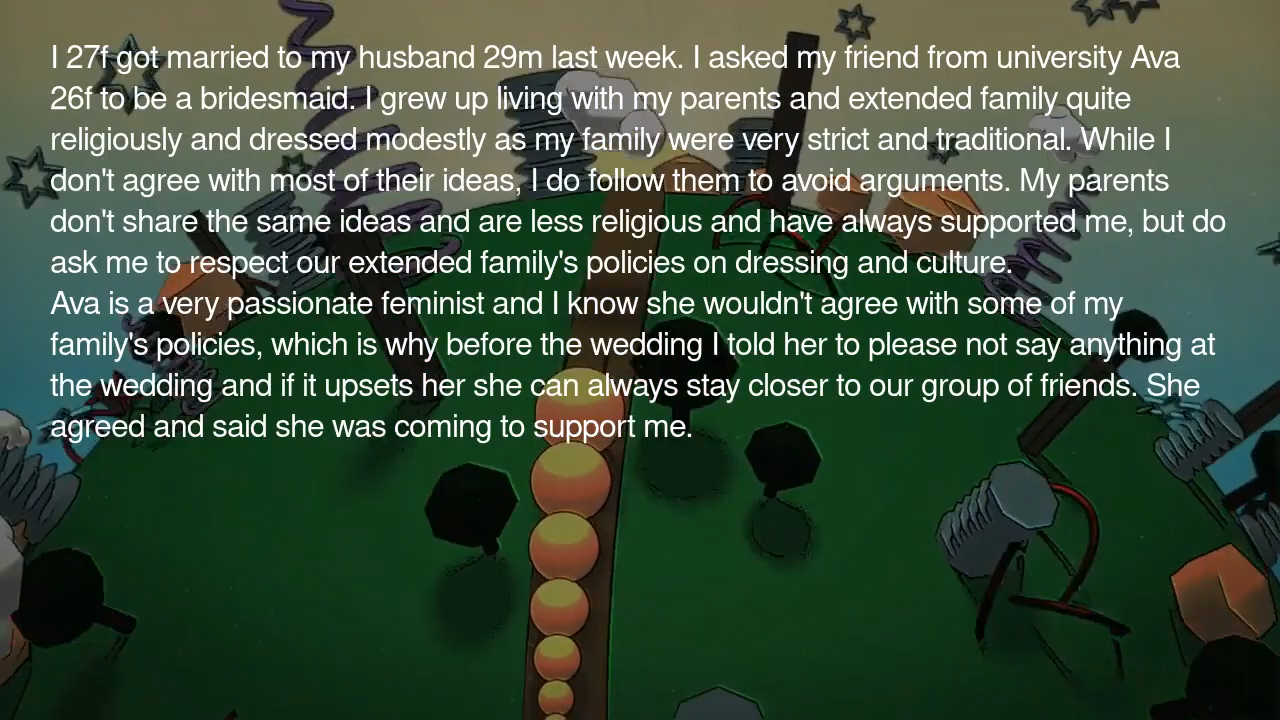 I 27f got married to my husband 29m last week. I asked my friend from university Ava
26f to be a bridesmaid. I grew up living with my parents and extended family quite
religiously and dressed modestly as my family were very strict and traditional. While I
don't agree with most of their ideas, I do follow them to avoid arguments. My parents
don't share the same ideas and are less religious and have always supported me, but do
ask me to respect our extended family's policies on dressing and culture.
Ava is a very passionate feminist and I know she wouldn't agree with some of my
family's policies, which is why before the wedding I told her to please not say anything at
the wedding and if it upsets her she can always stay closer to our group of friends. She
agreed and said she was coming to support me.